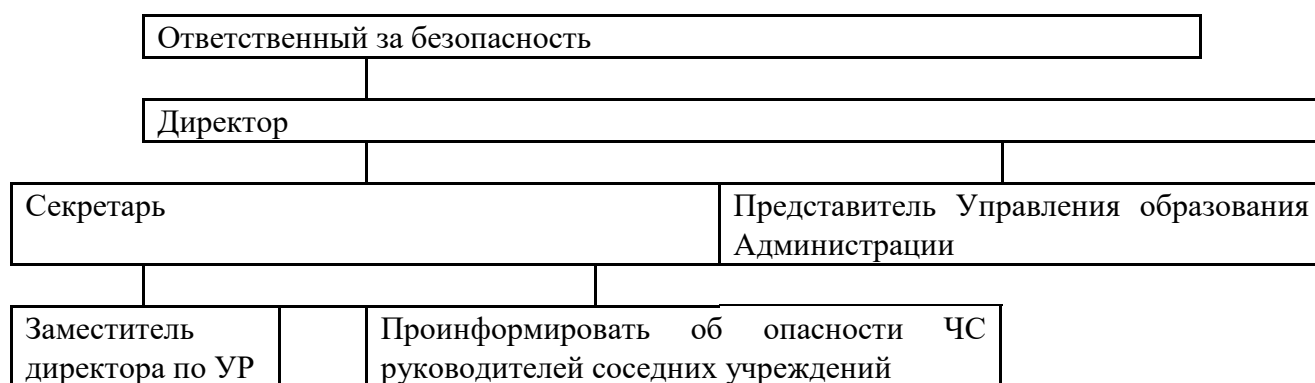 Ответственный за безопасность
Директор
Секретарь
Представитель Управления образования
Администрации
Заместитель
директора по УР
Проинформировать об опасности ЧС
руководителей соседних учреждений